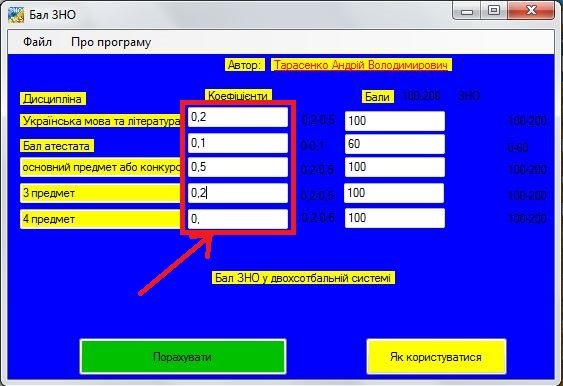 Бал ЗНО
Файл Про програму
Автор: Тарасенко Андрій Володимирович
Дисципліна Коефіцієнти Бали 100-200 ЗНО
Українська мова та література 0,2 0,2-0,5 100 100-200
Бал атестата 0,1 0-0,1 60 0-60
основний предмет або конкурс 0,5 0,2-0,5 100 100-200
3 предмет 0,2 0,2-0,5 100 100-200
4 предмет 0, 0,2-0,5 100 100-200
Бал ЗНО у двохсотбальній системі
Порахувати Як користуватися